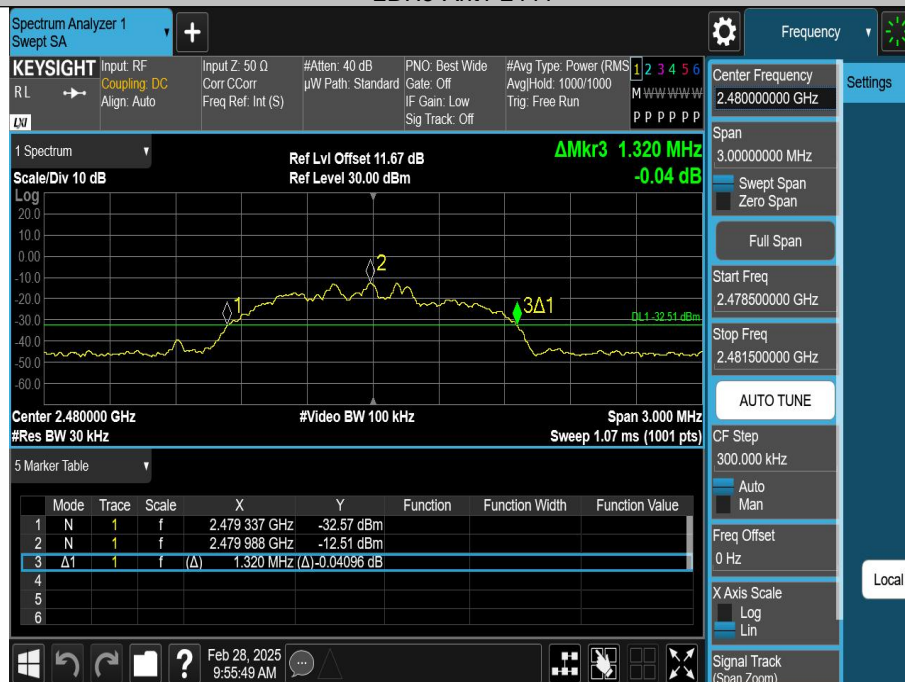 Spectrum Analyzer 1
Swept SA
+
Frequency
KEYSIGHT
RL
LXI
Input: RF
Coupling: DC
Align: Auto
Input Z: 50 Ω
Corr CCorr
Freq Ref: Int (S)
#Atten: 40 dB
µW Path: Standard
PNO: Best Wide
Gate: Off
IF Gain: Low
Sig Track: Off
#Avg Type: Power (RMS
Avg|Hold: 1000/1000
Trig: Free Run
1 2 3 4 5 6
M W W W W W
P P P P P P
1 Spectrum
Scale/Div 10 dB
Ref Lvl Offset 11.67 dB
Ref Level 30.00 dBm
ΔMkr3 1.320 MHz
-0.04 dB
Log
20.0
10.0
0.00
-10.0
-20.0
-30.0
-40.0
-50.0
-60.0
1
2
3Δ1
DL1 -32.51 dBm
Center 2.480000 GHz
#Video BW 100 kHz
Span 3.000 MHz
#Res BW 30 kHz
Sweep 1.07 ms (1001 pts)
5 Marker Table
Mode Trace Scale X Y Function Function Width Function Value
1 N 1 f 2.479 337 GHz -32.57 dBm
2 N 1 f 2.479 988 GHz -12.51 dBm
3 Δ1 1 f (Δ) 1.320 MHz (Δ) -0.04096 dB
4
5
6
?
Feb 28, 2025
9:55:49 AM
Center Frequency
2.480000000 GHz
Span
3.00000000 MHz
Swept Span
Zero Span
Full Span
Start Freq
2.478500000 GHz
Stop Freq
2.481500000 GHz
AUTO TUNE
CF Step
300.000 kHz
Auto
Man
Freq Offset
0 Hz
X Axis Scale
Log
Lin
Signal Track
(Span Zoom)
Settings
Local